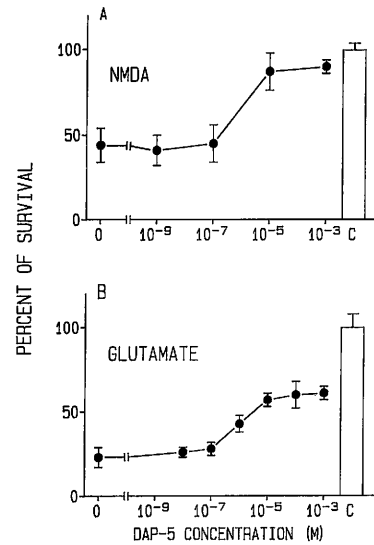 A
NMDA
100
50
0
0 10⁻⁹ 10⁻⁷ 10⁻⁵ 10⁻³ C
PERCENT OF SURVIVAL
B
GLUTAMATE
100
50
0
0 10⁻⁹ 10⁻⁷ 10⁻⁵ 10⁻³ C
DAP-5 CONCENTRATION (M)